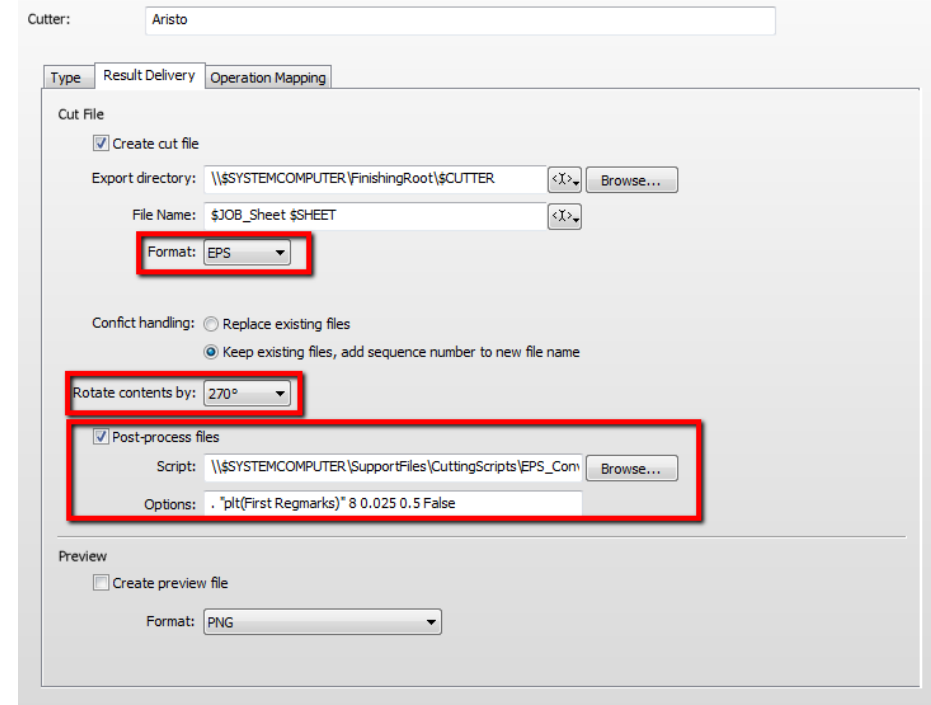 Cutter: Aristo
Type Result Delivery Operation Mapping
Cut File
Create cut file
Export directory: \\$SYSTEMCOMPUTER\FinishingRoot\$CUTTER <I> Browse...
File Name: $JOB_Sheet $SHEET <I>
Format: EPS
Confict handling: Replace existing files
Keep existing files, add sequence number to new file name
Rotate contents by: 270°
Post-process files
Script: \\$SYSTEMCOMPUTER\SupportFiles\CuttingScripts\EPS_Con Browse...
Options: . "plt(First Regmarks)" 8 0.025 0.5 False
Preview
Create preview file
Format: PNG